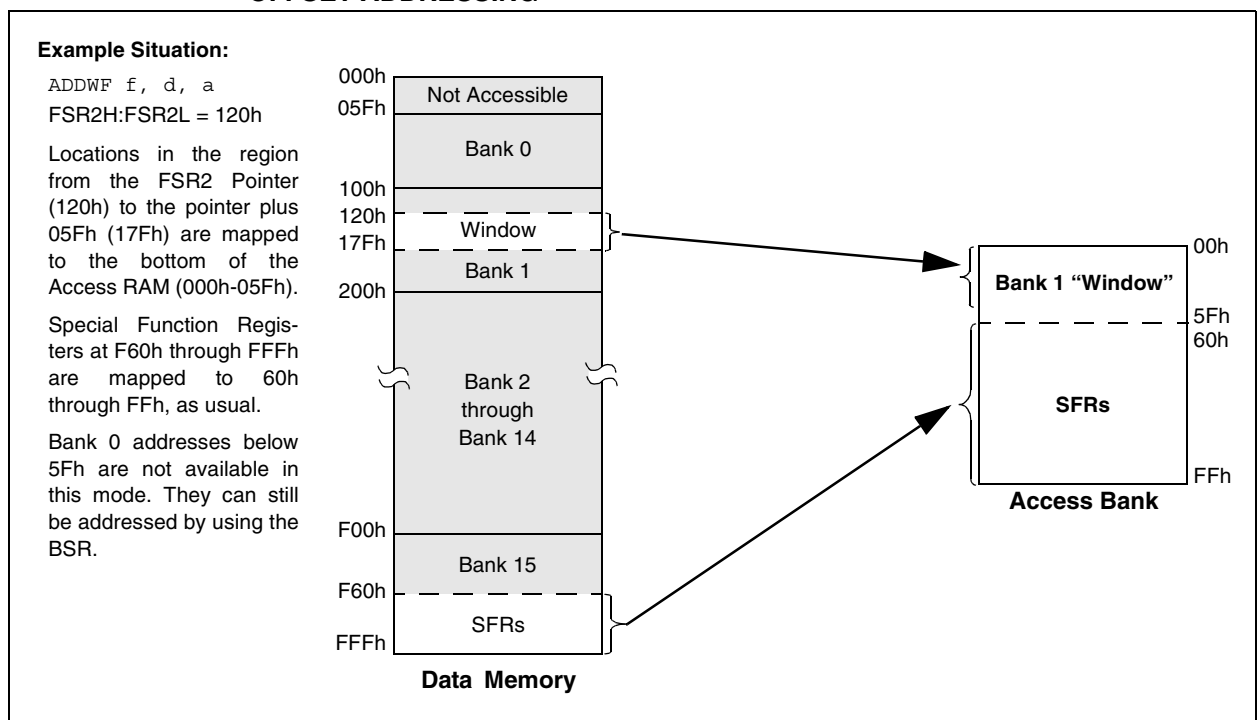 Example Situation:
ADDWF f, d, a
FSR2H:FSR2L = 120h
Locations in the region
from the FSR2 Pointer
(120h) to the pointer plus
05Fh (17Fh) are mapped
to the bottom of the
Access RAM (000h-05Fh).
Special Function Regis-
ters at F60h through FFFh
are mapped to 60h
through FFh, as usual.
Bank 0 addresses below
5Fh are not available in
this mode. They can still
be addressed by using the
BSR.
000h
Not Accessible
05Fh
Bank 0
100h
120h
Window
17Fh
Bank 1
200h
Bank 2
through
Bank 14
F00h
Bank 15
F60h
SFRs
FFFh
Data Memory
00h
Bank 1 “Window”
5Fh
60h
SFRs
FFh
Access Bank